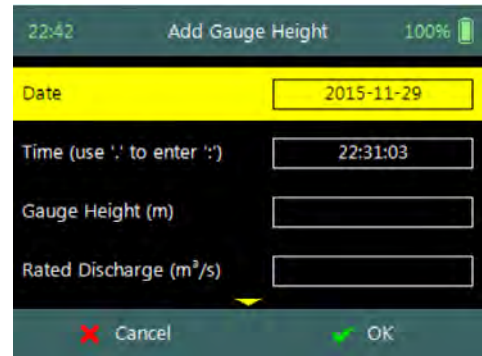 22:42 Add Gauge Height 100%
Date 2015-11-29
Time (use '.' to enter ':') 22:31:03
Gauge Height (m)
Rated Discharge (m³/s)
Cancel OK